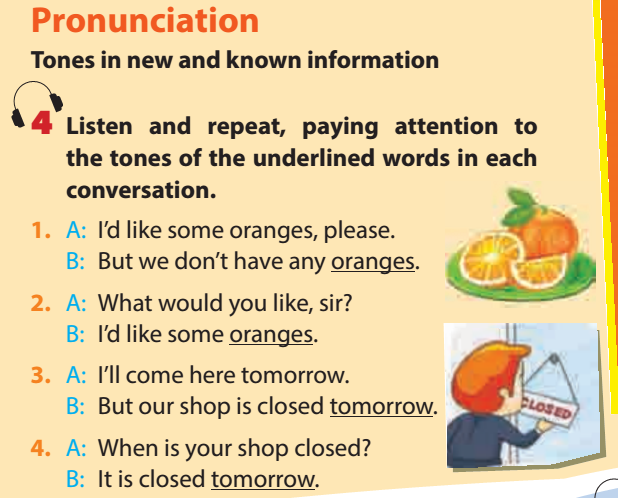 Pronunciation
Tones in new and known information
4 Listen and repeat, paying attention to
the tones of the underlined words in each
conversation.
1. A: I'd like some oranges, please.
B: But we don't have any oranges.
2. A: What would you like, sir?
B: I'd like some oranges.
3. A: I'll come here tomorrow.
B: But our shop is closed tomorrow.
CLOSED
4. A: When is your shop closed?
B: It is closed tomorrow.